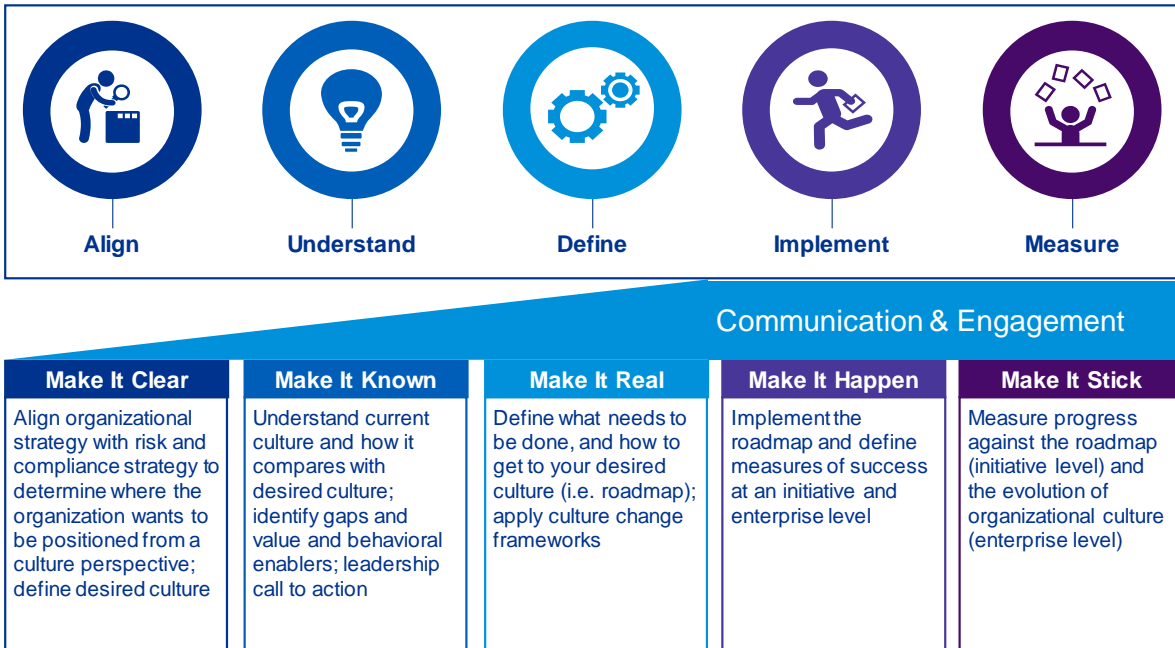 Align
Understand
Define
Implement
Measure
Communication & Engagement
Make It Clear
Align organizational
strategy with risk and
compliance strategy to
determine where the
organization wants to
be positioned from a
culture perspective;
define desired culture
Make It Known
Understand current
culture and how it
compares with
desired culture;
identify gaps and
value and behavioral
enablers; leadership
call to action
Make It Real
Define what needs to
be done, and how to
get to your desired
culture (i.e. roadmap);
apply culture change
frameworks
Make It Happen
Implement the
roadmap and define
measures of success
at an initiative and
enterprise level
Make It Stick
Measure progress
against the roadmap
(initiative level) and
the evolution of
organizational culture
(enterprise level)